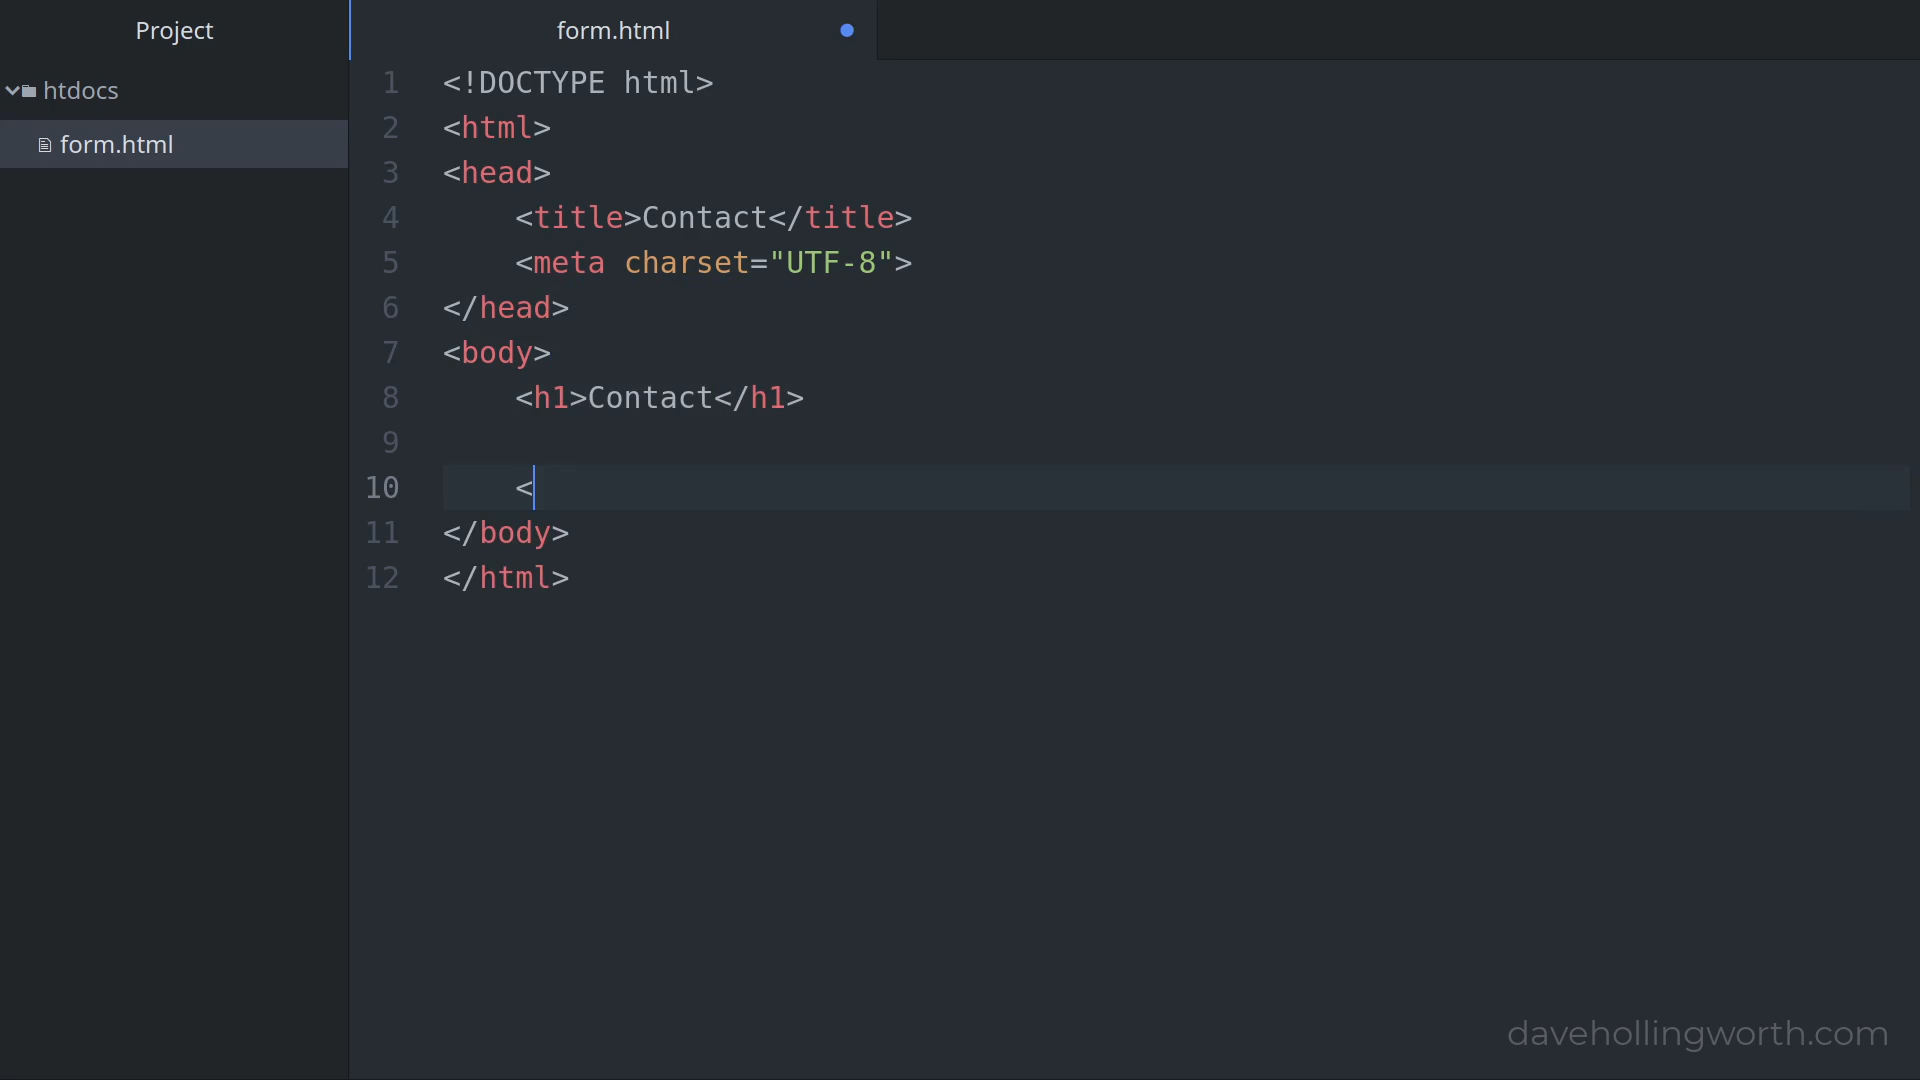 Project
form.html
htdocs
form.html
1 <!DOCTYPE html>
2 <html>
3 <head>
4     <title>Contact</title>
5     <meta charset="UTF-8">
6 </head>
7 <body>
8     <h1>Contact</h1>
9
10     <
11 </body>
12 </html>
davehollingworth.com